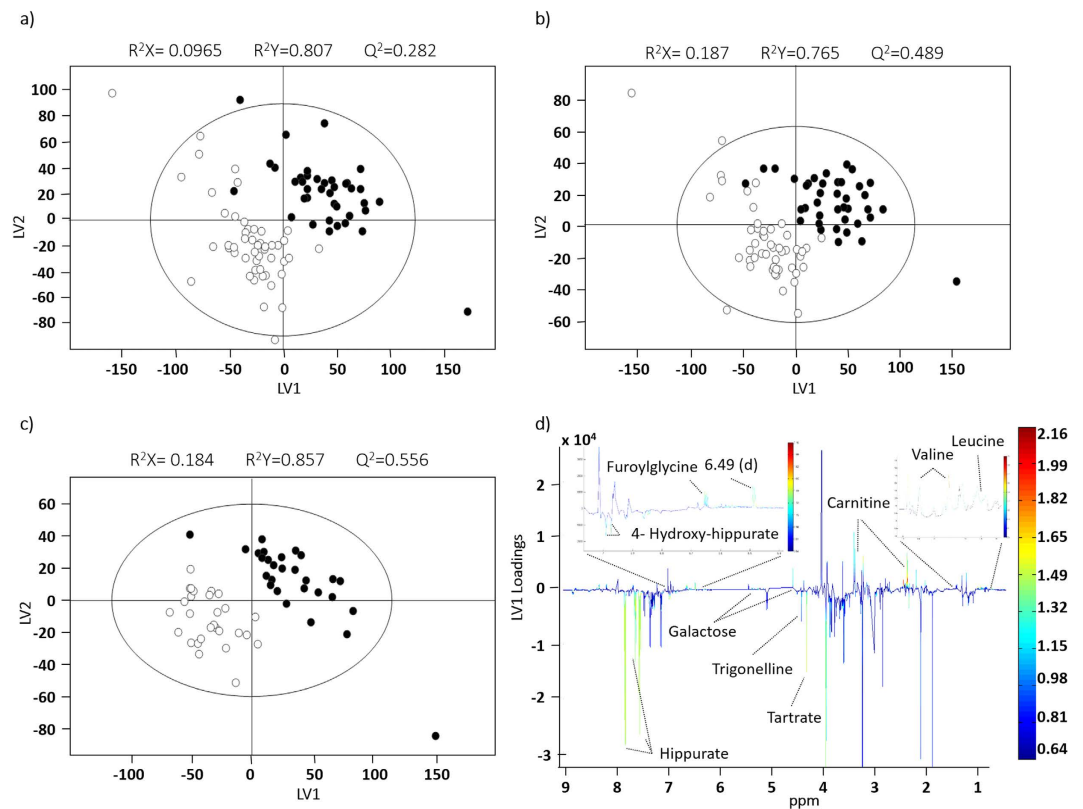 a)
R²X= 0.0965 R²Y=0.807 Q²=0.282
100
80
60
40
20
0
-20
-40
-60
-80
LV2
-150 -100 -50 0 50 100 150
LV1
b)
R²X= 0.187 R²Y=0.765 Q²=0.489
80
60
40
20
0
-20
-40
-60
LV2
-150 -100 -50 0 50 100 150
LV1
c)
R²X= 0.184 R²Y=0.857 Q²=0.556
60
40
20
0
-20
-40
-60
-80
LV2
-100 -50 0 50 100 150
LV1
d)
x 10⁴
2
1
0
-1
-2
-3
LV1 Loadings
Furoylglycine 6.49 (d)
4- Hydroxy-hippurate
Leucine
Valine
Carnitine
Galactose
Trigonelline
Tartrate
Hippurate
9 8 7 6 5 4 3 2 1
ppm
2.16
1.99
1.82
1.65
1.49
1.32
1.15
0.98
0.81
0.64